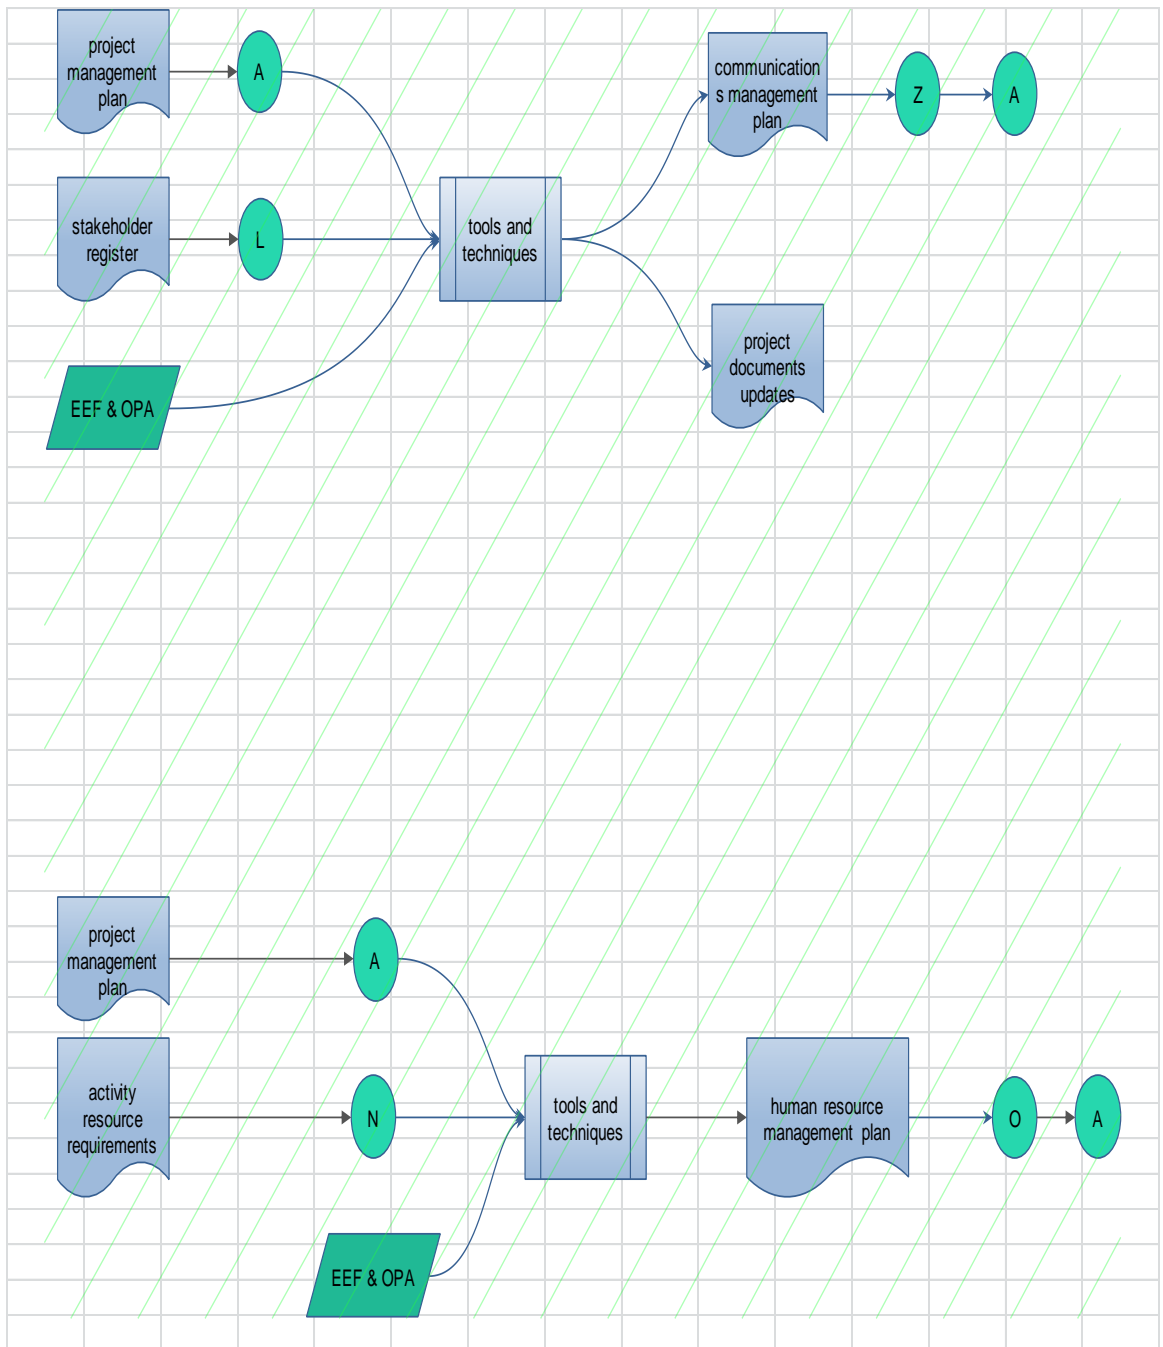 project
management
plan
A
communication
s management
plan
Z
A
stakeholder
register
L
tools and
techniques
project
documents
updates
EEF & OPA
project
management
plan
A
activity
resource
requirements
N
tools and
techniques
human resource
management plan
O
A
EEF & OPA